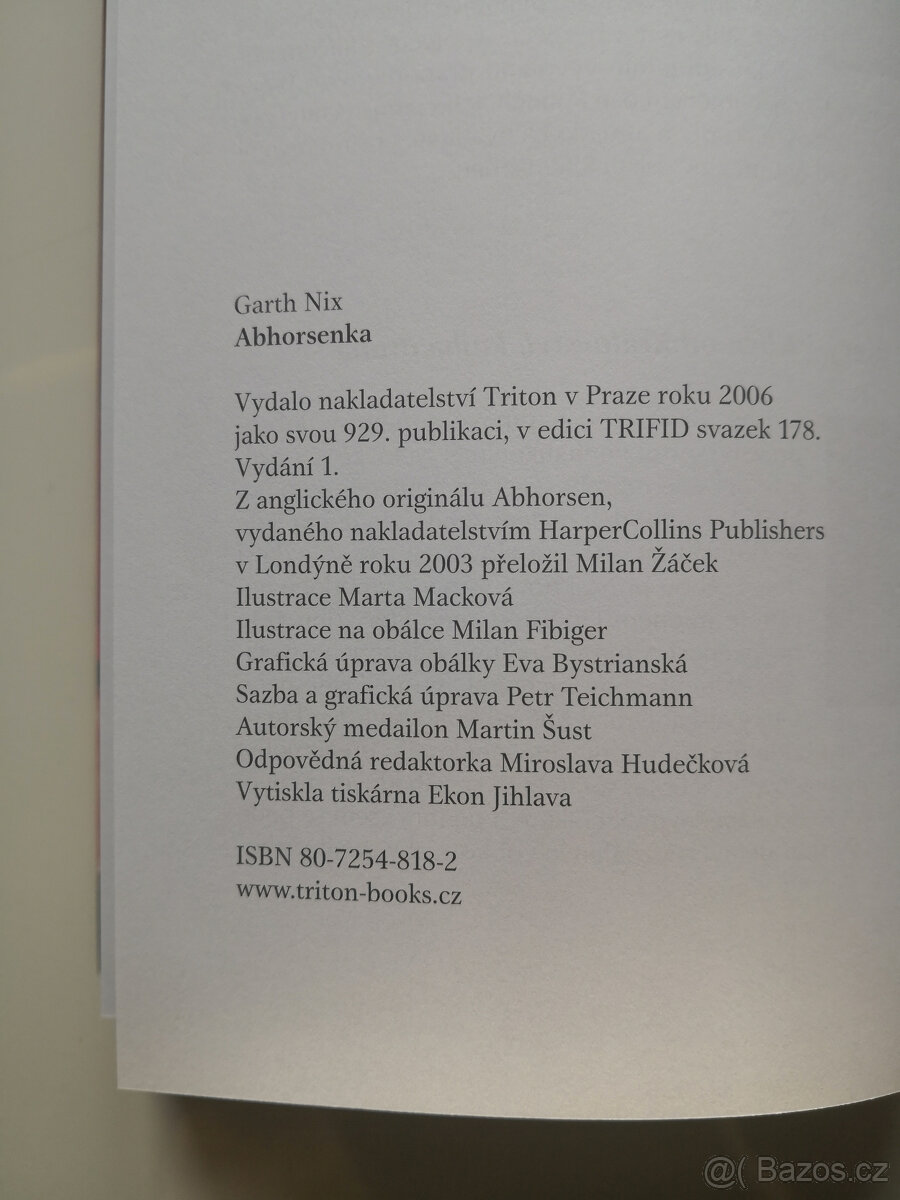 Garth Nix
Abhorsenka
Vydalo nakladatelství Triton v Praze roku 2006
jako svou 929. publikaci, v edici TRIFID svazek 178.
Vydání 1.
Z anglického originálu Abhorsen,
vydaného nakladatelstvím HarperCollins Publishers
v Londýně roku 2003 přeložil Milan Žáček
Ilustrace Marta Macková
Ilustrace na obálce Milan Fibiger
Grafická úprava obálky Eva Bystrianská
Sazba a grafická úprava Petr Teichmann
Autorský medailon Martin Šust
Odpovědná redaktorka Miroslava Hudečková
Vytiskla tiskárna Ekon Jihlava
ISBN 80-7254-818-2
www.triton-books.cz
@( Bazos.cz